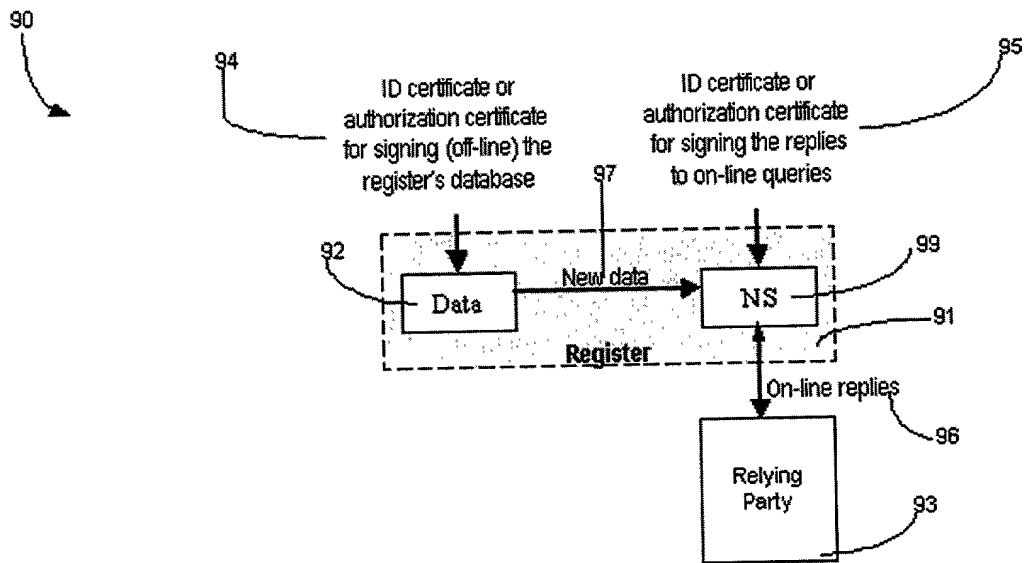 90
94
95
ID certificate or
authorization certificate
for signing (off-line) the
register's database
ID certificate or
authorization certificate
for signing the replies
to on-line queries
97
92
99
Data
New data
NS
91
Register
On-line replies
96
Relying
Party
93